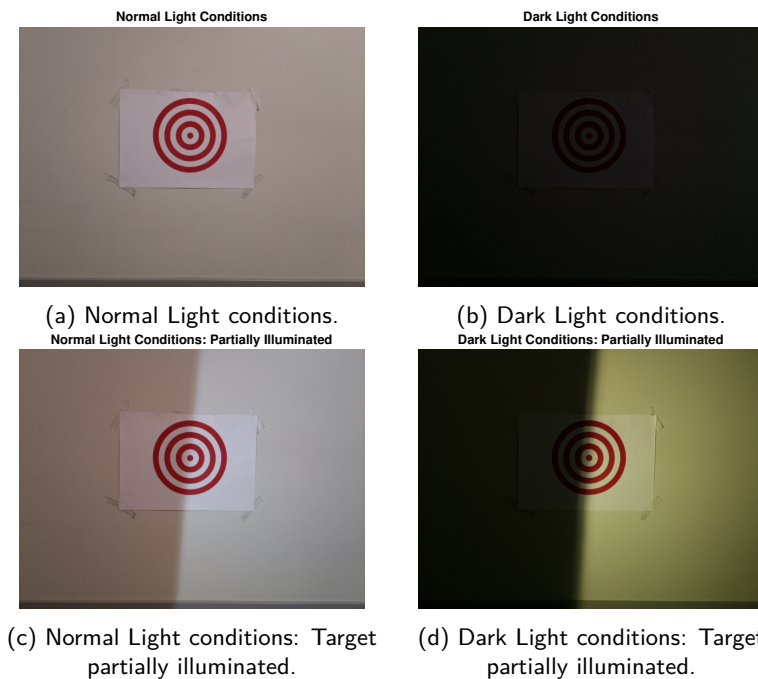 Normal Light Conditions
Dark Light Conditions
(a) Normal Light conditions.
(b) Dark Light conditions.
Normal Light Conditions: Partially Illuminated
Dark Light Conditions: Partially Illuminated
(c) Normal Light conditions: Target
partially illuminated.
(d) Dark Light conditions: Target
partially illuminated.